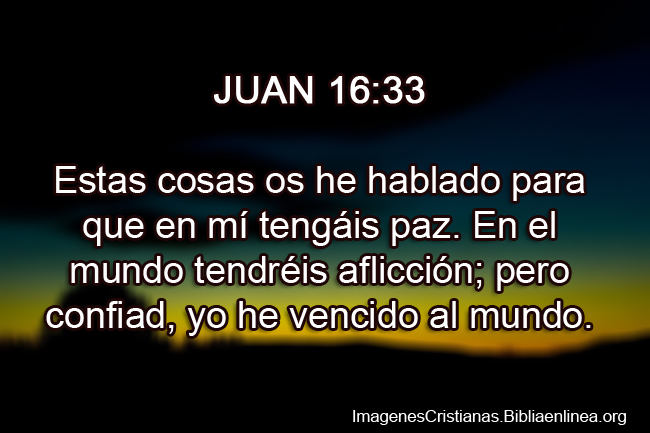 JUAN 16:33
Estas cosas os he hablado para
que en mí tengáis paz. En el
mundo tendréis aflicción; pero
confiad, yo he vencido al mundo.
ImagenesCristianas.Bibliaenlinea.org